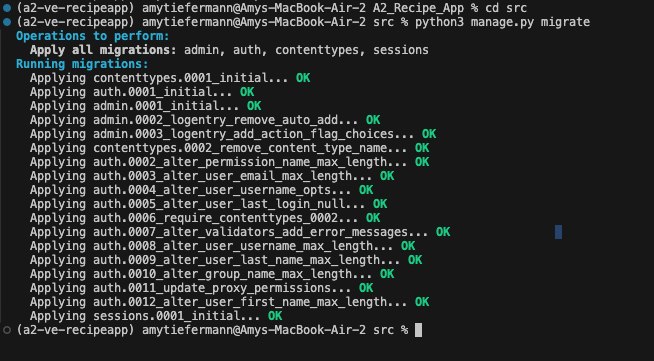 (a2-ve-recipeapp) amytiefermann@Amys-MacBook-Air-2 A2_Recipe_App % cd src
(a2-ve-recipeapp) amytiefermann@Amys-MacBook-Air-2 src % python3 manage.py migrate
Operations to perform:
  Apply all migrations: admin, auth, contenttypes, sessions
Running migrations:
  Applying contenttypes.0001_initial... OK
  Applying auth.0001_initial... OK
  Applying admin.0001_initial... OK
  Applying admin.0002_logentry_remove_auto_add... OK
  Applying admin.0003_logentry_add_action_flag_choices... OK
  Applying contenttypes.0002_remove_content_type_name... OK
  Applying auth.0002_alter_permission_name_max_length... OK
  Applying auth.0003_alter_user_email_max_length... OK
  Applying auth.0004_alter_user_username_opts... OK
  Applying auth.0005_alter_user_last_login_null... OK
  Applying auth.0006_require_contenttypes_0002... OK
  Applying auth.0007_alter_validators_add_error_messages... OK
  Applying auth.0008_alter_user_username_max_length... OK
  Applying auth.0009_alter_user_last_name_max_length... OK
  Applying auth.0010_alter_group_name_max_length... OK
  Applying auth.0011_update_proxy_permissions... OK
  Applying auth.0012_alter_user_first_name_max_length... OK
  Applying sessions.0001_initial... OK
(a2-ve-recipeapp) amytiefermann@Amys-MacBook-Air-2 src %